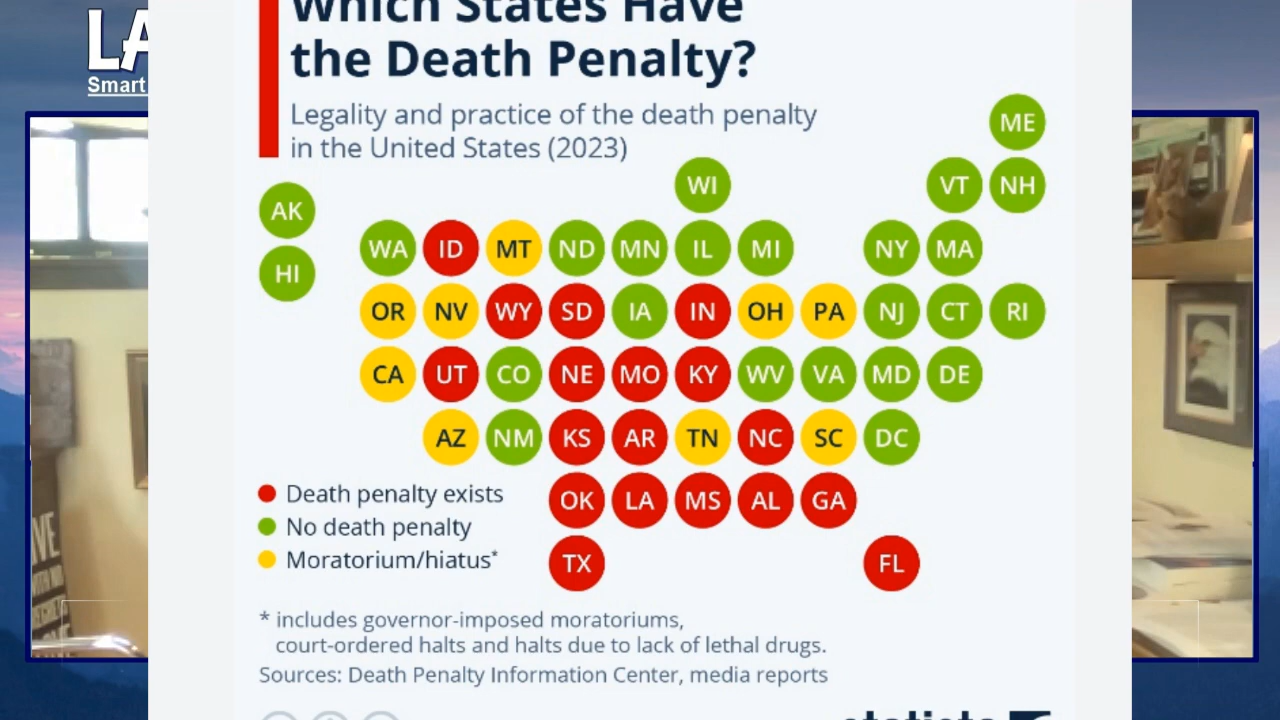 LA
Smart
Which States Have
the Death Penalty?
Legality and practice of the death penalty
in the United States (2023)
ME
WI VT NH
AK
WA ID MT ND MN IL MI NY MA
HI
OR NV WY SD IA IN OH PA NJ CT RI
CA UT CO NE MO KY WV VA MD DE
AZ NM KS AR TN NC SC DC
Death penalty exists
OK LA MS AL GA
No death penalty
Moratorium/hiatus*
TX FL
* includes governor-imposed moratoriums,
court-ordered halts and halts due to lack of lethal drugs.
Sources: Death Penalty Information Center, media reports
statista